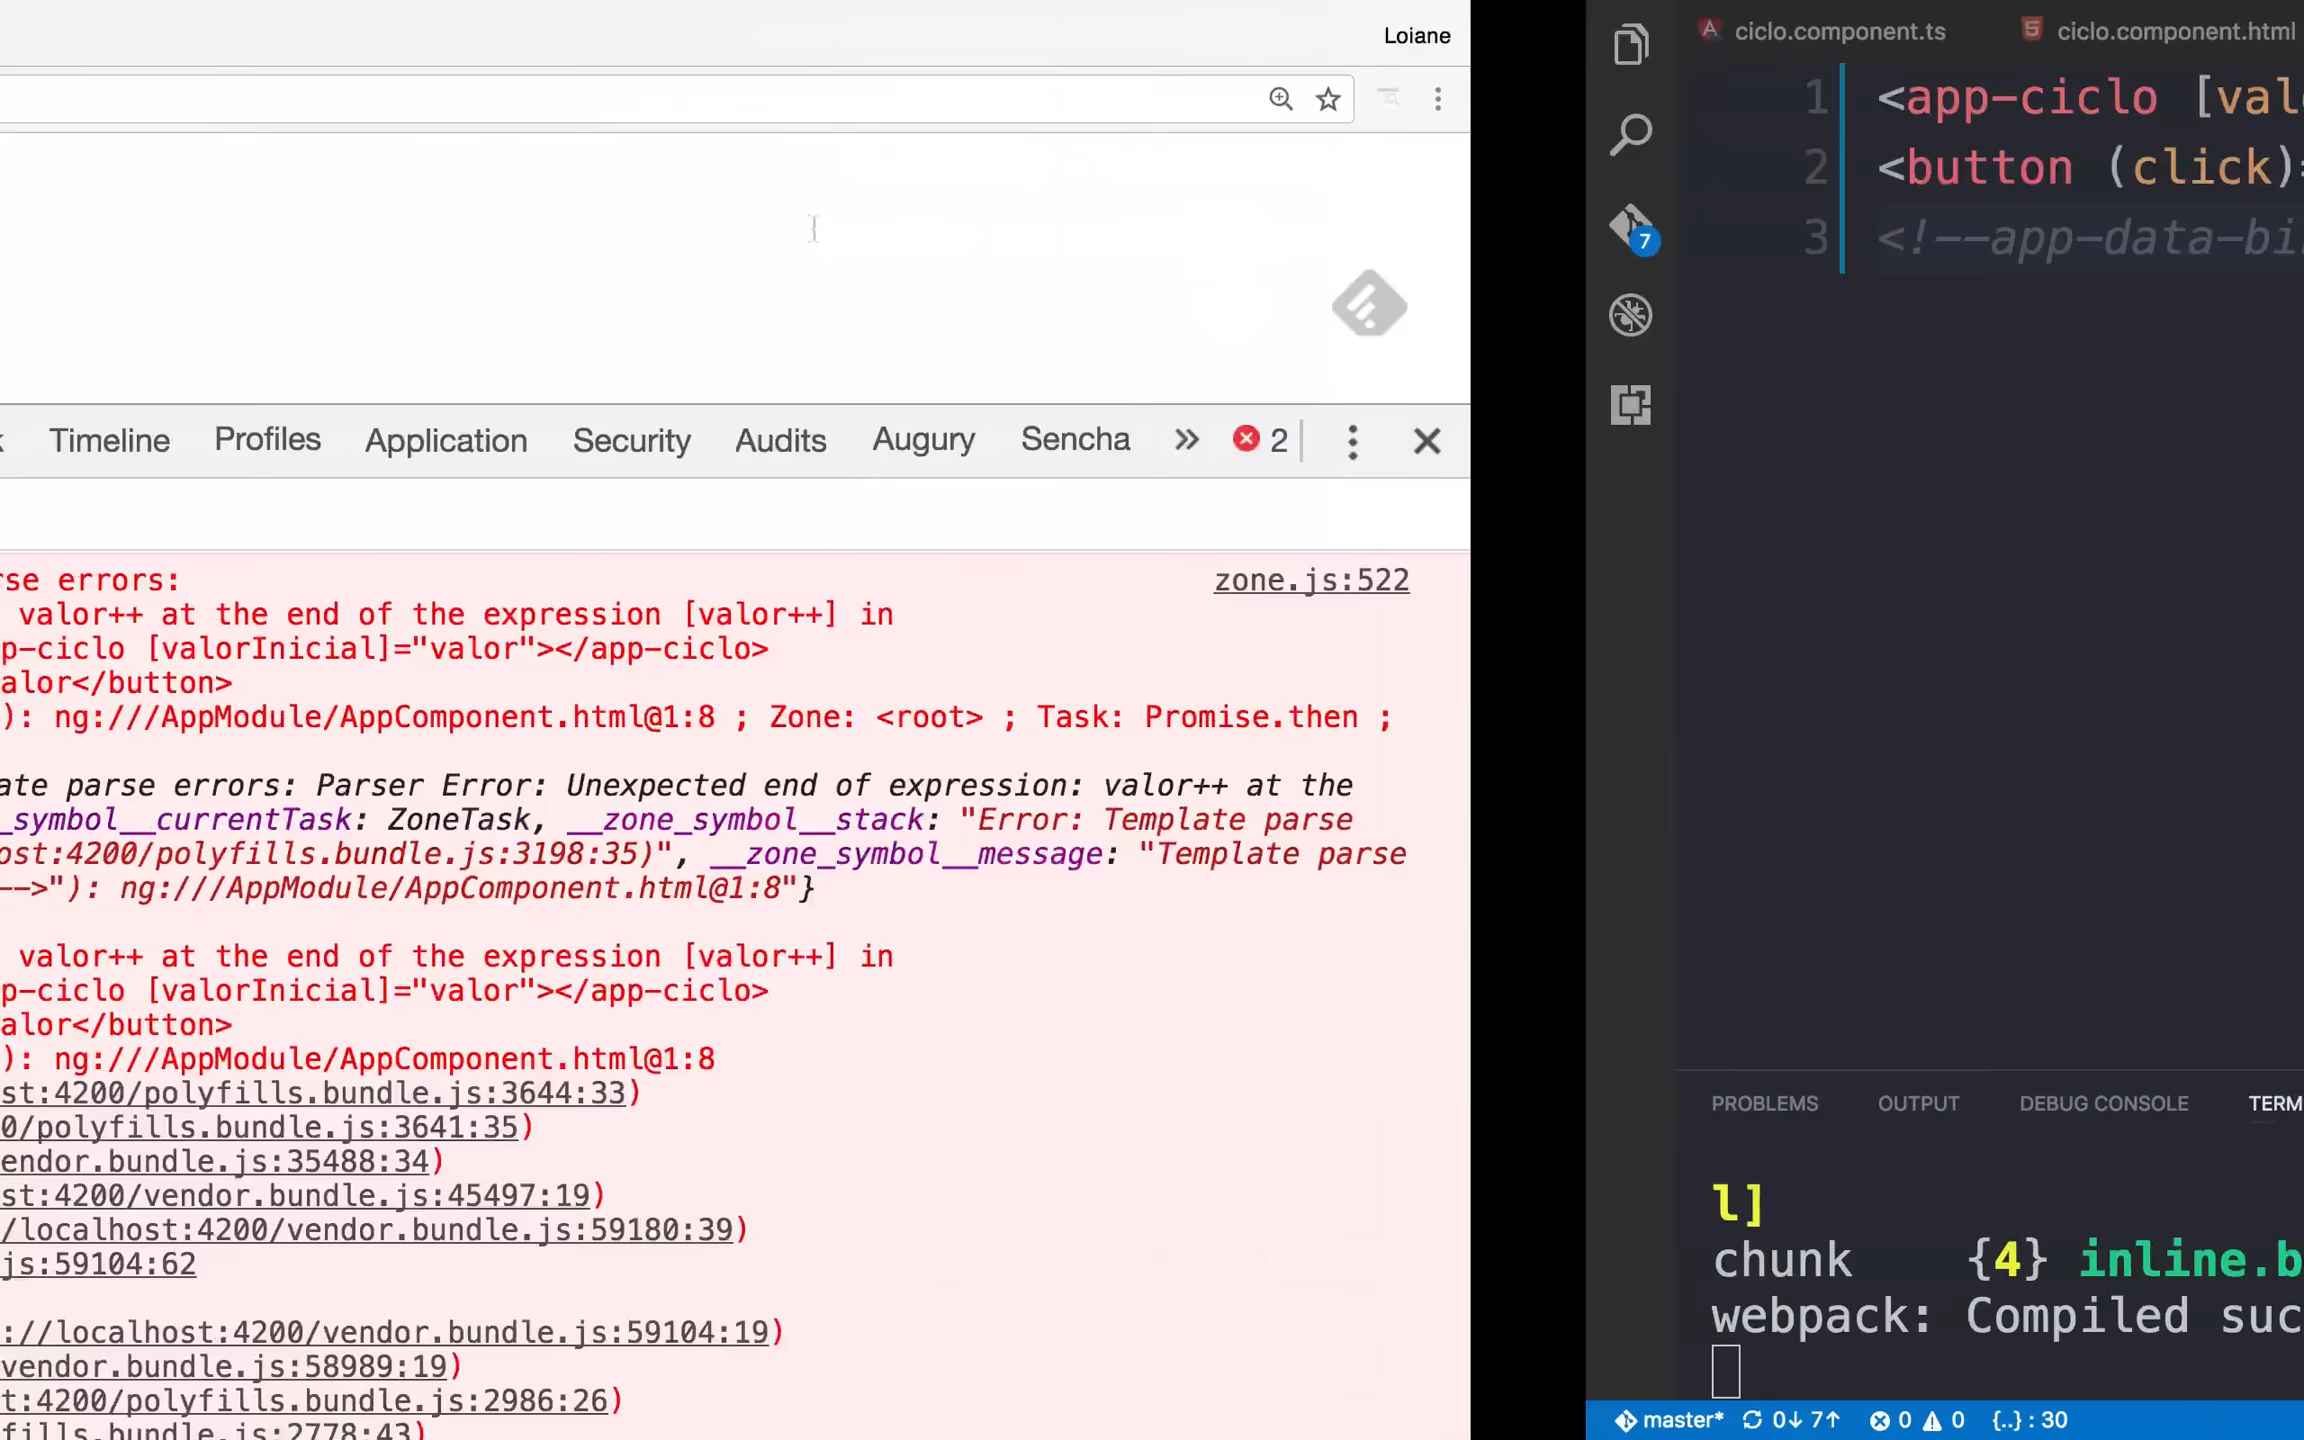 Loiane
Timeline Profiles Application Security Audits Augury Sencha » 2
rse errors: zone.js:522
valor++ at the end of the expression [valor++] in
p-ciclo [valorInicial]="valor"></app-ciclo>
alor</button>
): ng:///AppModule/AppComponent.html@1:8 ; Zone: <root> ; Task: Promise.then ;
ate parse errors: Parser Error: Unexpected end of expression: valor++ at the
_symbol__currentTask: ZoneTask, __zone_symbol__stack: "Error: Template parse
ost:4200/polyfills.bundle.js:3198:35)", __zone_symbol__message: "Template parse
-->"): ng:///AppModule/AppComponent.html@1:8"}
valor++ at the end of the expression [valor++] in
p-ciclo [valorInicial]="valor"></app-ciclo>
alor</button>
): ng:///AppModule/AppComponent.html@1:8
st:4200/polyfills.bundle.js:3644:33)
0/polyfills.bundle.js:3641:35)
endor.bundle.js:35488:34)
st:4200/vendor.bundle.js:45497:19)
/localhost:4200/vendor.bundle.js:59180:39)
js:59104:62
://localhost:4200/vendor.bundle.js:59104:19)
vendor.bundle.js:58989:19)
t:4200/polyfills.bundle.js:2986:26)
fills.bundle.js:2778:43)
ciclo.component.ts ciclo.component.html
1 <app-ciclo [val
2 <button (click)=
3 <!--app-data-bi
7
PROBLEMS OUTPUT DEBUG CONSOLE TERM
l]
chunk {4} inline.b
webpack: Compiled suc
master* 0↓ 7↑ 0 0 {..} : 30